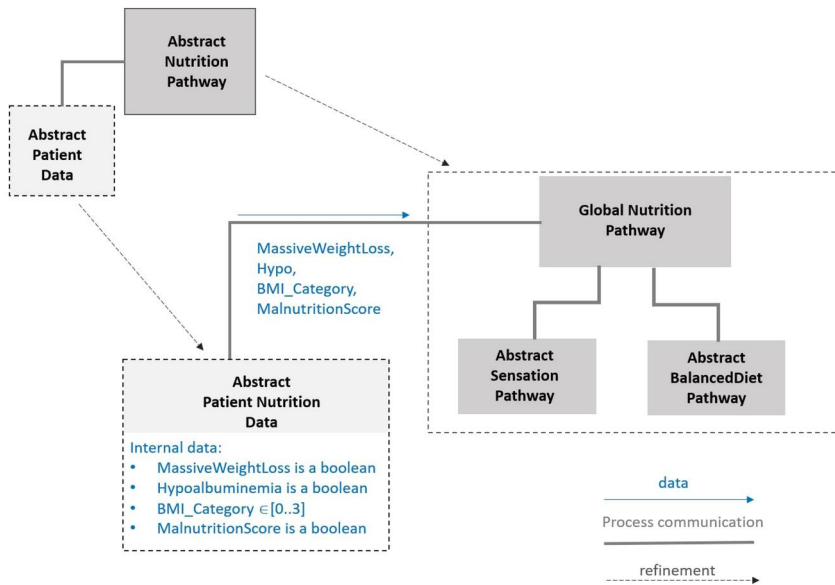 Abstract
Nutrition
Pathway
Abstract
Patient
Data
Global Nutrition
Pathway
MassiveWeightLoss,
Hypo,
BMI_Category,
MalnutritionScore
Abstract
Sensation
Pathway
Abstract
BalancedDiet
Pathway
Abstract
Patient Nutrition
Data
Internal data:
• MassiveWeightLoss is a boolean
• Hypoalbuminemia is a boolean
• BMI_Category ∈[0..3]
• MalnutritionScore is a boolean
data
Process communication
refinement